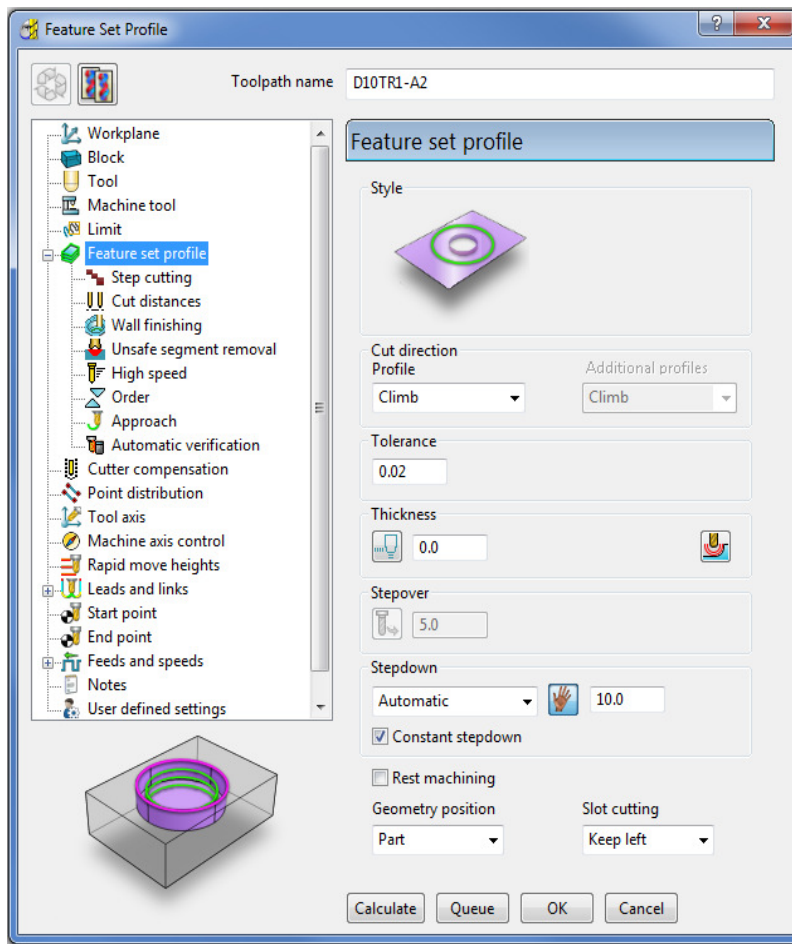 Feature Set Profile
Toolpath name
D10TR1-A2
Workplane
Block
Tool
Machine tool
Limit
Feature set profile
Step cutting
Cut distances
Wall finishing
Unsafe segment removal
High speed
Order
Approach
Automatic verification
Cutter compensation
Point distribution
Tool axis
Machine axis control
Rapid move heights
Leads and links
Start point
End point
Feeds and speeds
Notes
User defined settings
Feature set profile
Style
Cut direction
Profile Additional profiles
Climb Climb
Tolerance
0.02
Thickness
0.0
Stepover
5.0
Stepdown
Automatic 10.0
Constant stepdown
Rest machining
Geometry position Slot cutting
Part Keep left
Calculate Queue OK Cancel